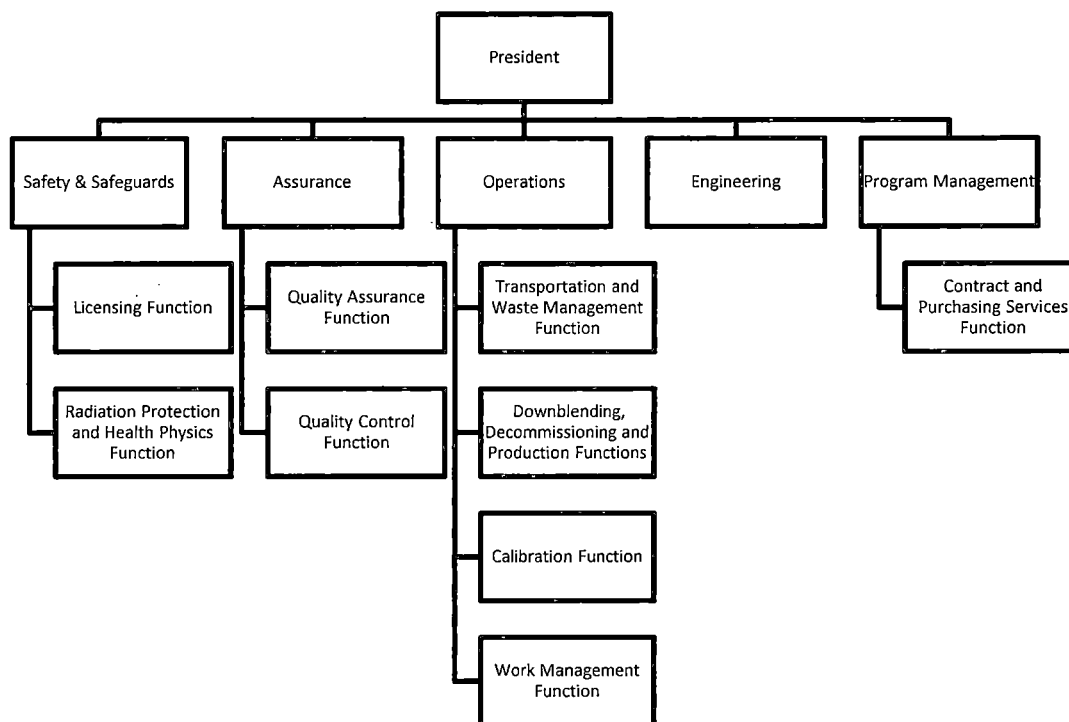 President
Safety & Safeguards
Assurance
Operations
Engineering
Program Management
Licensing Function
Quality Assurance
Function
Transportation and
Waste Management
Function
Contract and
Purchasing Services
Function
Radiation Protection
and Health Physics
Function
Quality Control
Function
Downblending,
Decommissioning and
Production Functions
Calibration Function
Work Management
Function